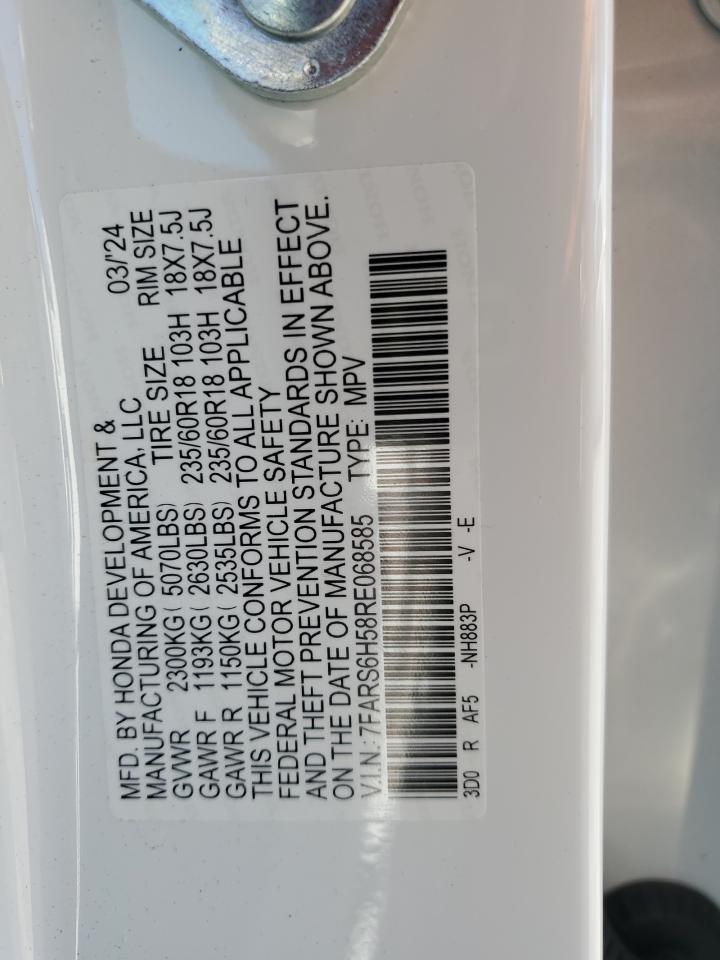 MFD. BY HONDA DEVELOPMENT &
MANUFACTURING OF AMERICA, LLC 03/'24
GVWR 2300KG( 5070LBS) TIRE SIZE RIM SIZE
GAWR F 1193KG( 2630LBS) 235/60R18 103H 18X7.5J
GAWR R 1150KG( 2535LBS) 235/60R18 103H 18X7.5J
THIS VEHICLE CONFORMS TO ALL APPLICABLE
FEDERAL MOTOR VEHICLE SAFETY
AND THEFT PREVENTION STANDARDS IN EFFECT
ON THE DATE OF MANUFACTURE SHOWN ABOVE.
V.I.N.: 7FARS6H58RE068585 TYPE: MPV
3D0 R AF5 -NH883P -V -E